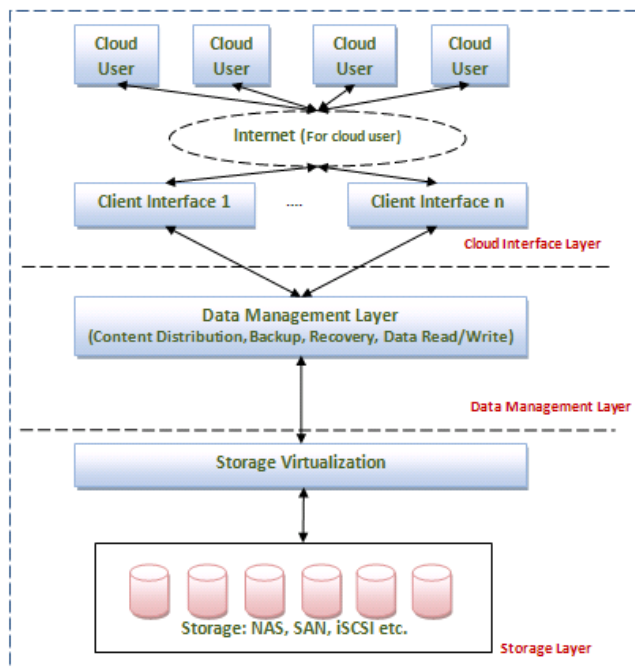 Cloud
User
Cloud
User
Cloud
User
Cloud
User
Internet (For cloud user)
Client Interface 1
....
Client Interface n
Cloud Interface Layer
Data Management Layer
(Content Distribution, Backup, Recovery, Data Read/Write)
Data Management Layer
Storage Virtualization
Storage: NAS, SAN, iSCSI etc.
Storage Layer